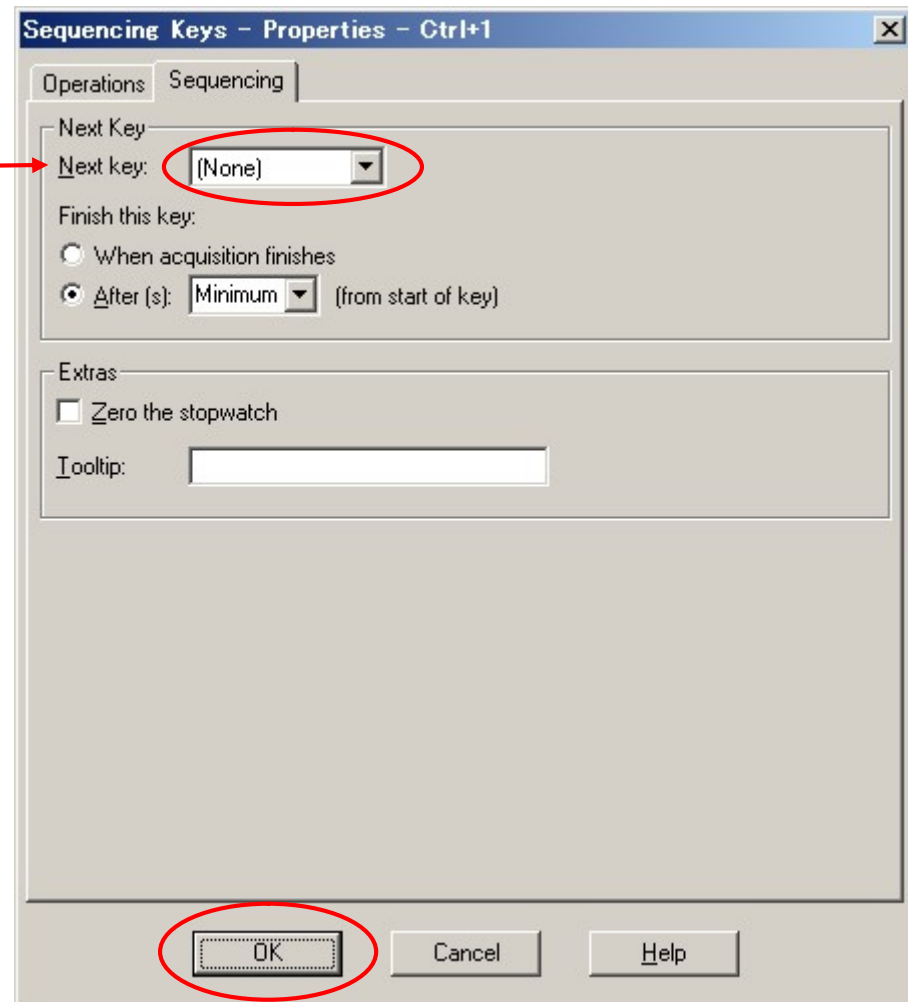 Sequencing Keys - Properties - Ctrl+1
Operations Sequencing
Next Key
Next key: (None)
Finish this key:
When acquisition finishes
After (s): Minimum (from start of key)
Extras
Zero the stopwatch
Tooltip:
OK Cancel Help